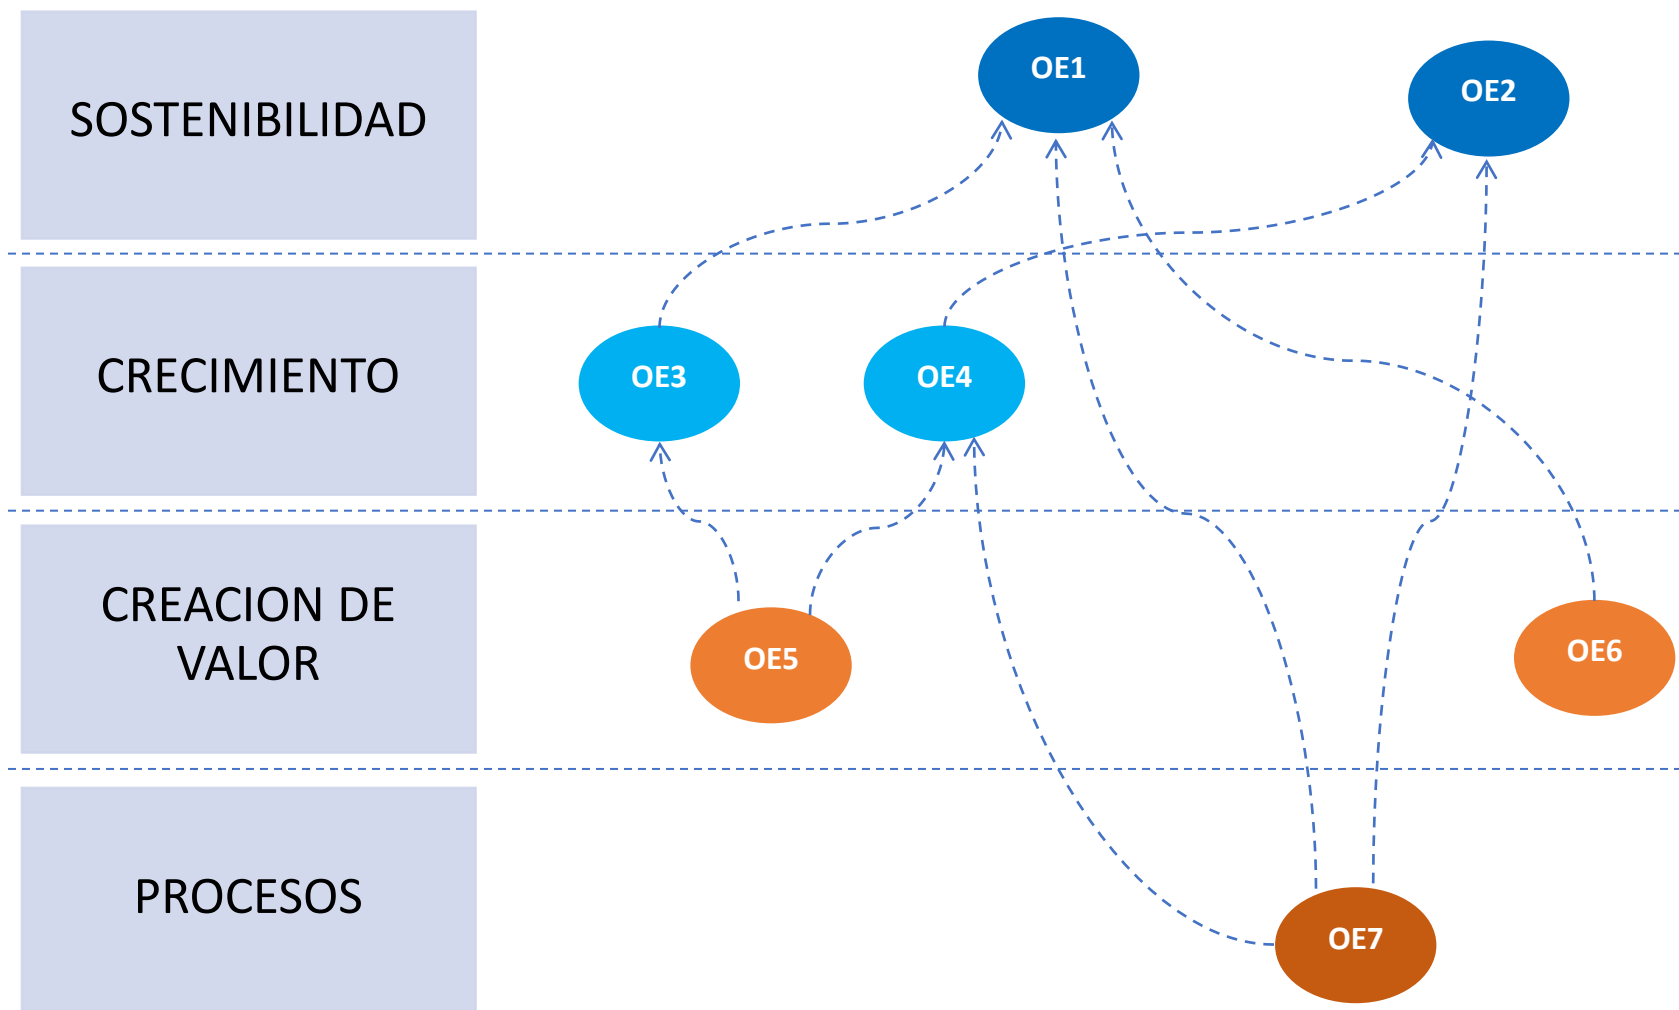 SOSTENIBILIDAD
OE1
OE2
CRECIMIENTO
OE3
OE4
CREACION DE
VALOR
OE5
OE6
PROCESOS
OE7